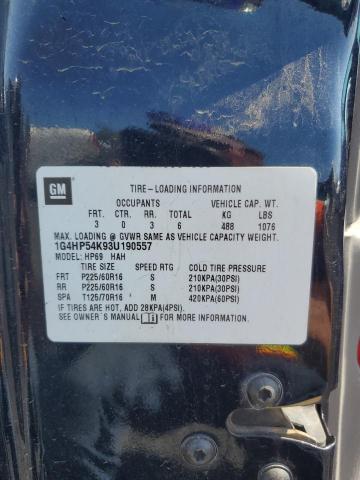 GM
TIRE-LOADING INFORMATION
OCCUPANTS VEHICLE CAP. WT.
FRT. CTR. RR. TOTAL KG LBS
3 0 3 6 488 1076
MAX. LOADING @ GVWR SAME AS VEHICLE CAPACITY WEIGHT.
1G4HP54K93U190557
MODEL: HP69 HAH
TIRE SIZE SPEED RTG COLD TIRE PRESSURE
FRT P225/60R16 S 210KPA(30PSI)
RR P225/60R16 S 210KPA(30PSI)
SPA T125/70R16 M 420KPA(60PSI)
IF TIRES ARE HOT, ADD 28KPA(4PSI).
SEE OWNER'S MANUAL i FOR MORE INFORMATION.